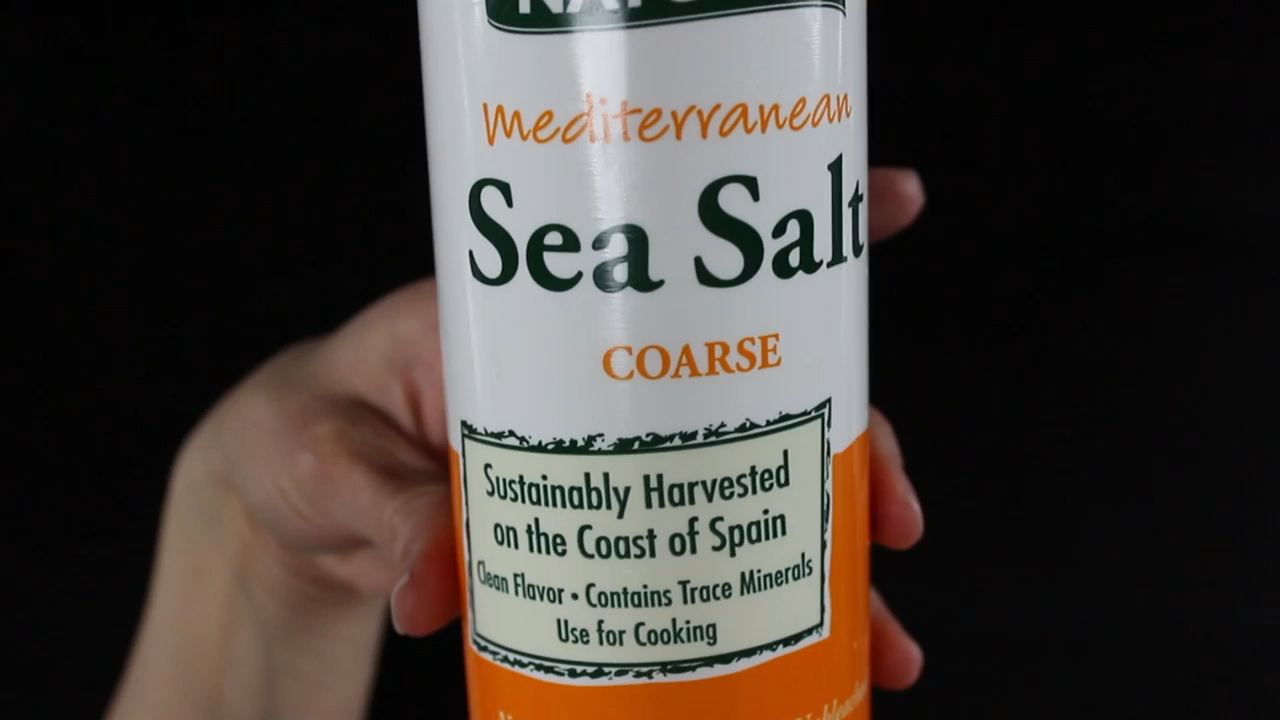 mediterranean
Sea Salt
COARSE
Sustainably Harvested
on the Coast of Spain
Clean Flavor • Contains Trace Minerals
Use for Cooking